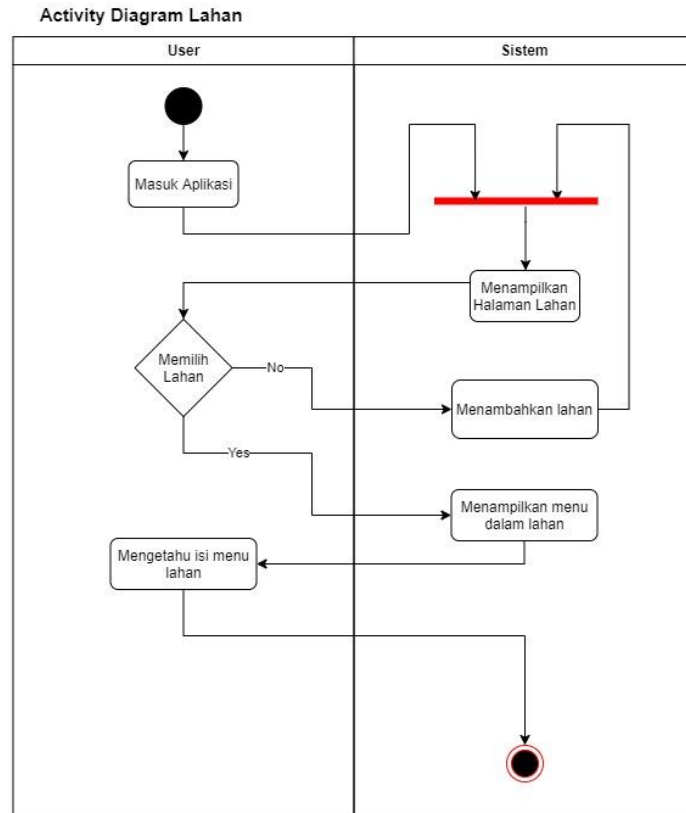 Activity Diagram Lahan
User
Sistem
Masuk Aplikasi
Menampilkan
Halaman Lahan
Memilih
Lahan
No
Menambahkan lahan
Yes
Menampilkan menu
dalam lahan
Mengetahu isi menu
lahan